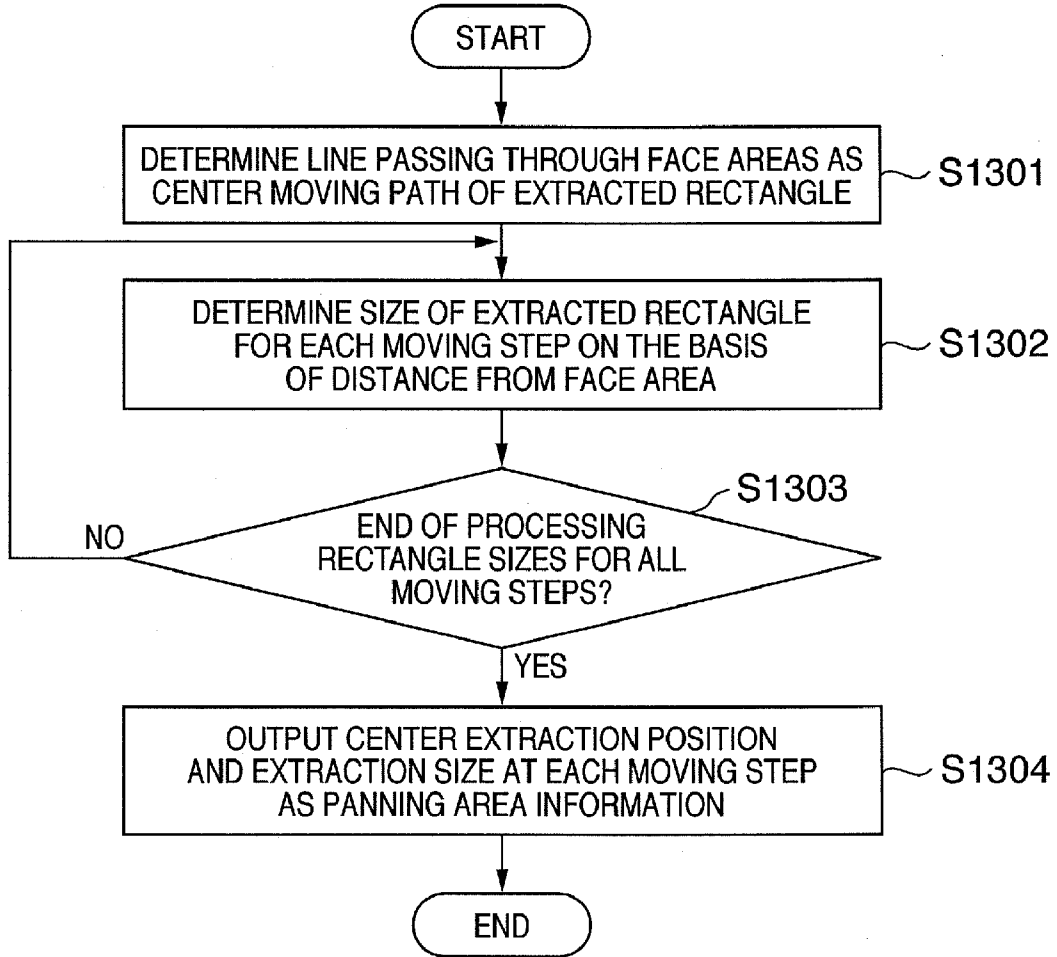 START
DETERMINE LINE PASSING THROUGH FACE AREAS AS
CENTER MOVING PATH OF EXTRACTED RECTANGLE
S1301
DETERMINE SIZE OF EXTRACTED RECTANGLE
FOR EACH MOVING STEP ON THE BASIS
OF DISTANCE FROM FACE AREA
S1302
S1303
END OF PROCESSING
RECTANGLE SIZES FOR ALL
MOVING STEPS?
NO
YES
OUTPUT CENTER EXTRACTION POSITION
AND EXTRACTION SIZE AT EACH MOVING STEP
AS PANNING AREA INFORMATION
S1304
END